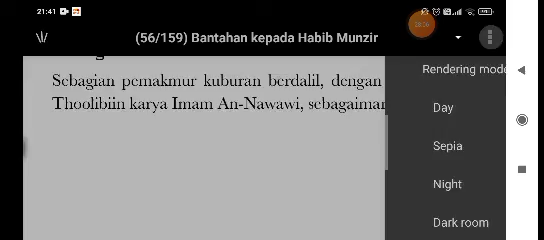 21:41
(56/159) Bantahan kepada Habib Munzir
Sebagian pemakmur kuburan berdalil, dengan
Thoolibiin karya Imam An-Nawawi, sebagaimar
Rendering mode
Day
Sepia
Night
Dark room